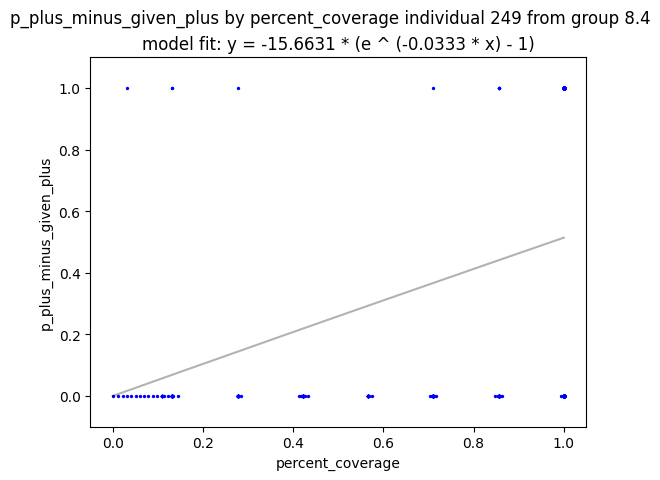 p_plus_minus_given_plus by percent_coverage individual 249 from group 8.4
model fit: y = -15.6631 * (e ^ (-0.0333 * x) - 1)
1.0
0.8
0.6
0.4
0.2
0.0
p_plus_minus_given_plus
0.0 0.2 0.4 0.6 0.8 1.0
percent_coverage